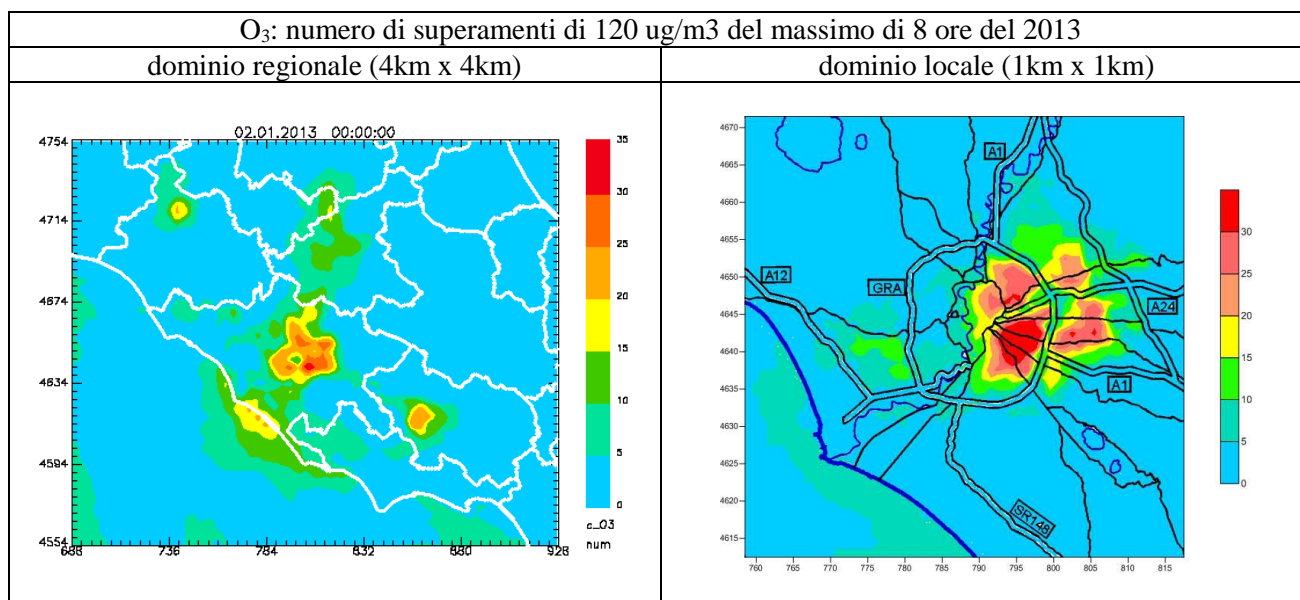 O₃: numero di superamenti di 120 ug/m3 del massimo di 8 ore del 2013
dominio regionale (4km x 4km)
dominio locale (1km x 1km)
02.01.2013 00:00:00
4754
4714
4674
4634
4594
4554
688 736 784 832 880 928
35
30
25
20
15
10
5
0
c_O3
num
4670
4665
4660
4655
4650
4645
4640
4635
4630
4625
4620
4615
760 765 770 775 780 785 790 795 800 805 810 815
A1
A12
GRA
A24
A1
SR148
30
25
20
15
10
5
0